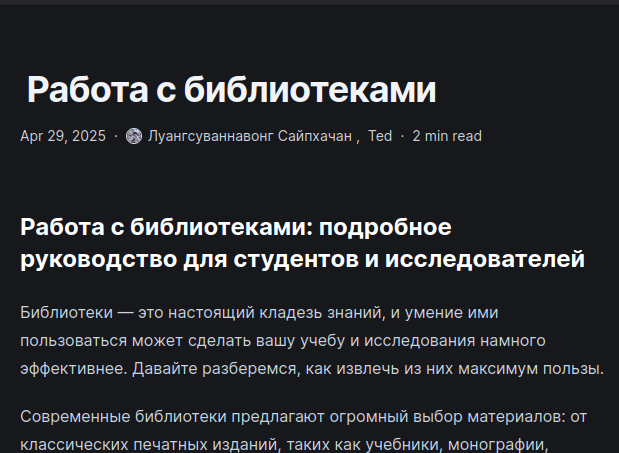 Работа с библиотеками
Apr 29, 2025 · Луангсуваннавонг Сайпхачан , Ted · 2 min read
Работа с библиотеками: подробное
руководство для студентов и исследователей
Библиотеки — это настоящий кладезь знаний, и умение ими
пользоваться может сделать вашу учебу и исследования намного
эффективнее. Давайте разберемся, как извлечь из них максимум пользы.
Современные библиотеки предлагают огромный выбор материалов: от
классических печатных изданий, таких как учебники, монографии,